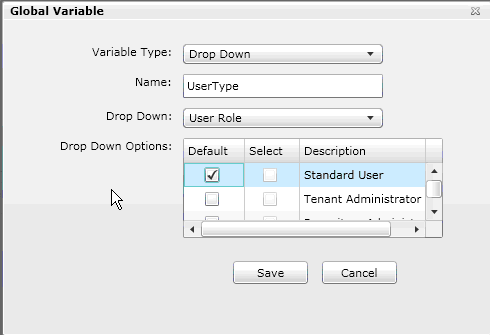 Global Variable
Variable Type: Drop Down
Name: UserType
Drop Down: User Role
Drop Down Options: Default Select Description
Standard User
Tenant Administrator
Save Cancel